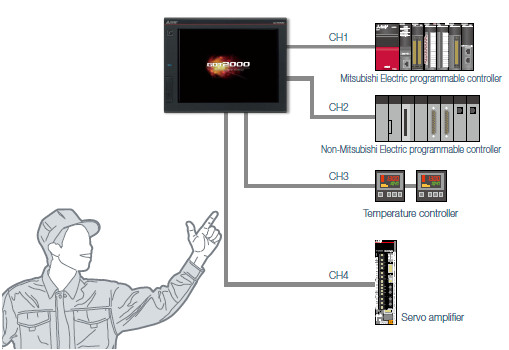 GOT2000
CH1
Mitsubishi Electric programmable controller
CH2
Non-Mitsubishi Electric programmable controller
CH3
Temperature controller
CH4
Servo amplifier